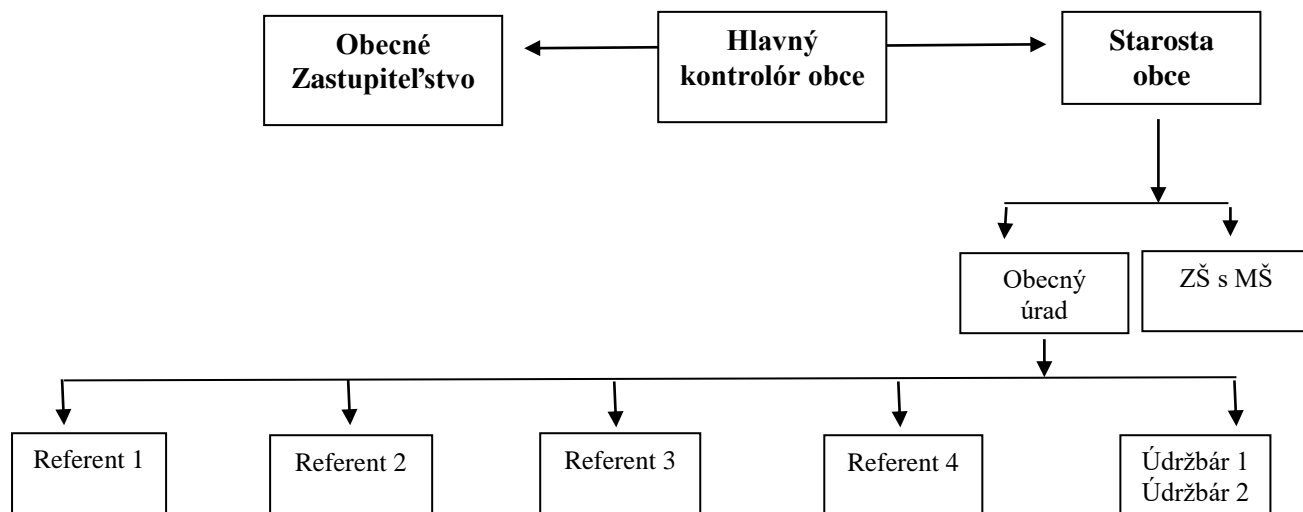 Obecné
Zastupiteľstvo
Hlavný
kontrolór obce
Starosta
obce
Obecný
úrad
ZŠ s MŠ
Referent 1
Referent 2
Referent 3
Referent 4
Údržbár 1
Údržbár 2